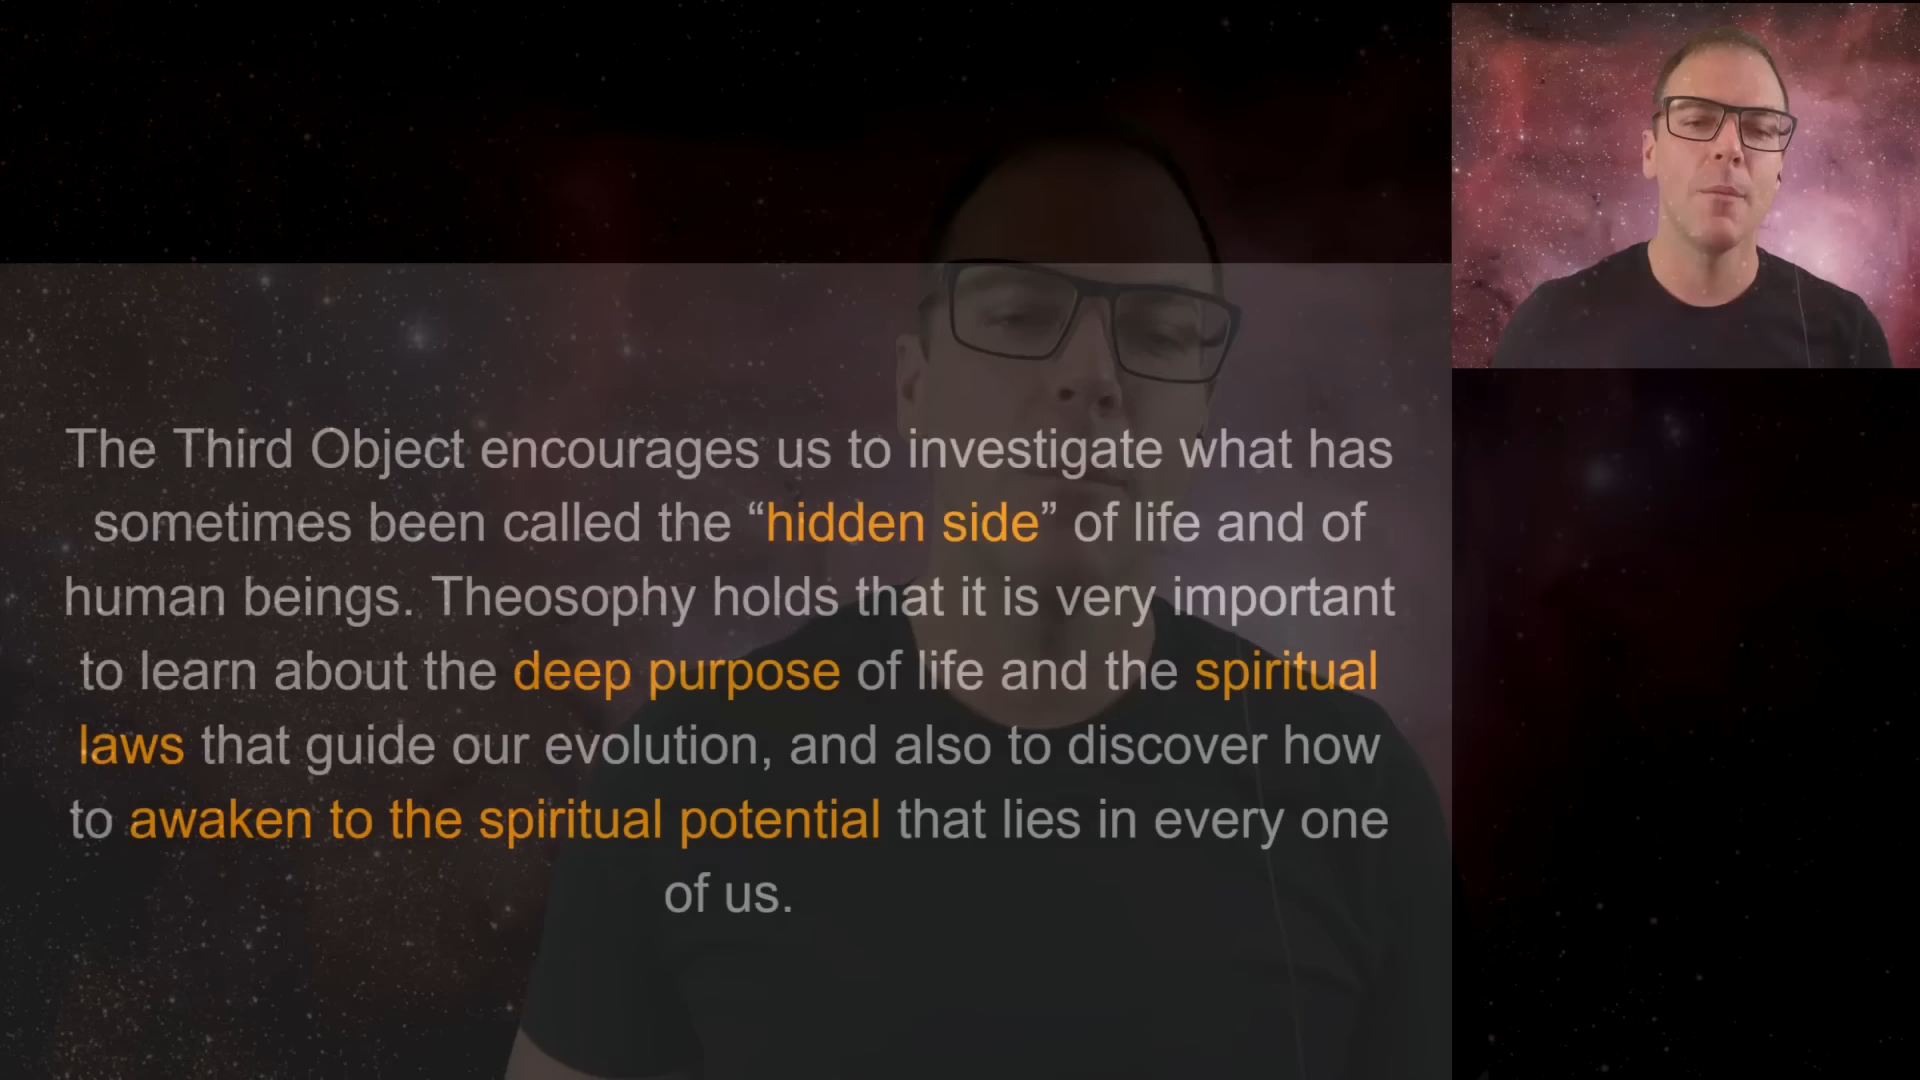 The Third Object encourages us to investigate what has
sometimes been called the “hidden side” of life and of
human beings. Theosophy holds that it is very important
to learn about the deep purpose of life and the spiritual
laws that guide our evolution, and also to discover how
to awaken to the spiritual potential that lies in every one
of us.